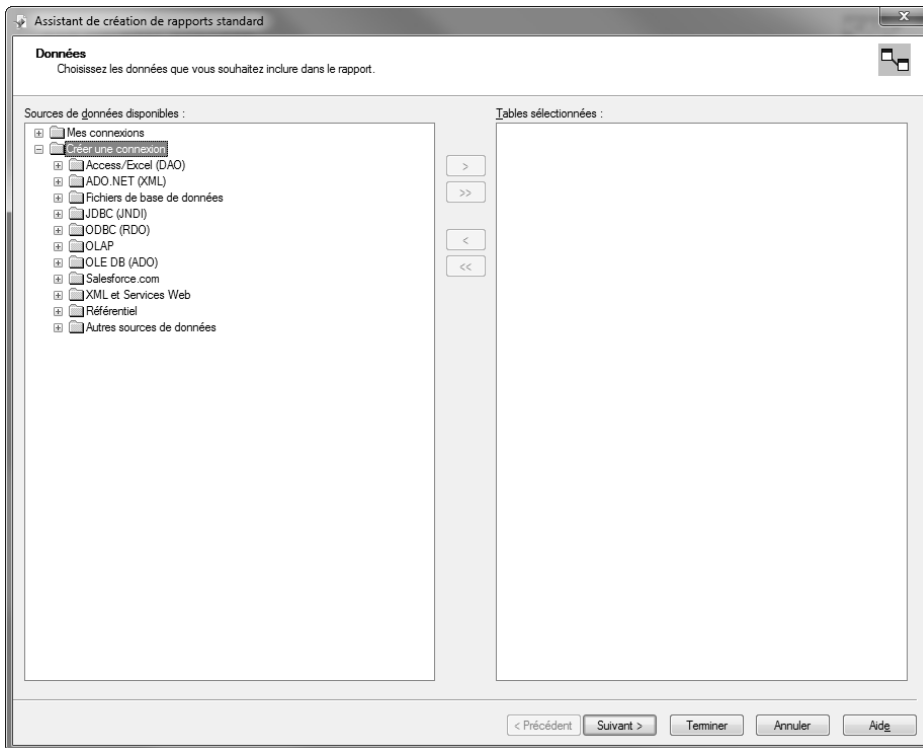 Assistant de création de rapports standard
Données
Choisissez les données que vous souhaitez inclure dans le rapport.
Sources de données disponibles :
Tables sélectionnées :
Mes connexions
Créer une connexion
Access/Excel (DAO)
ADO.NET (XML)
Fichiers de base de données
JDBC (JNDI)
ODBC (RDO)
OLAP
OLE DB (ADO)
Salesforce.com
XML et Services Web
Référentiel
Autres sources de données
>
>>
<
<<
< Précédent
Suivant >
Terminer
Annuler
Aide